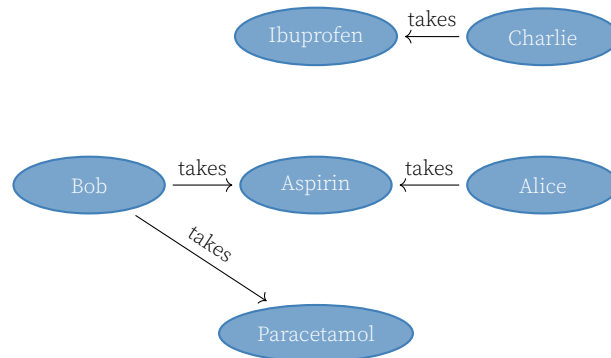 Ibuprofen
takes
Charlie
Bob
takes
Aspirin
takes
Alice
takes
Paracetamol